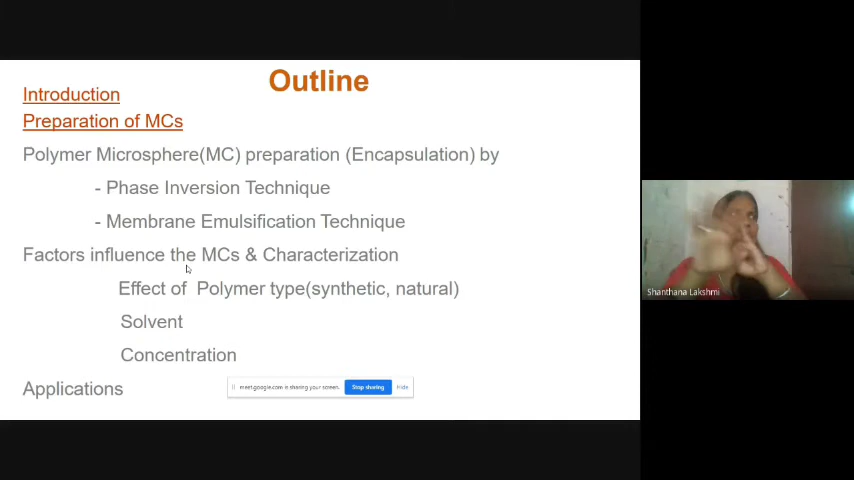 Outline
Introduction
Preparation of MCs
Polymer Microsphere(MC) preparation (Encapsulation) by
- Phase Inversion Technique
- Membrane Emulsification Technique
Factors influence the MCs & Characterization
Effect of Polymer type(synthetic, natural)
Solvent
Concentration
Applications
meet.google.com is sharing your screen. Stop sharing Hide
Shanthana Lakshmi